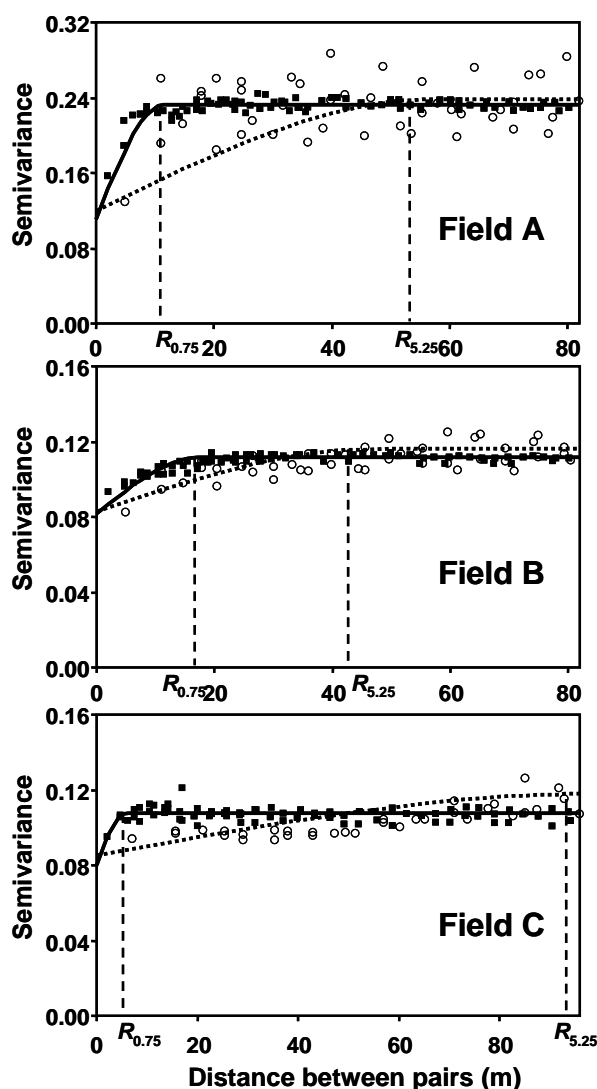 0.32
0.24
0.16
0.08
0.00
Semivariance
Field A
0 R0.75 20 40 R5.25 60 80
0.16
0.12
0.08
0.04
0.00
Semivariance
Field B
0 R0.75 20 40 R5.25 60 80
0.16
0.12
0.08
0.04
0.00
Semivariance
Field C
R0.75 R5.25
0 20 40 60 80
Distance between pairs (m)